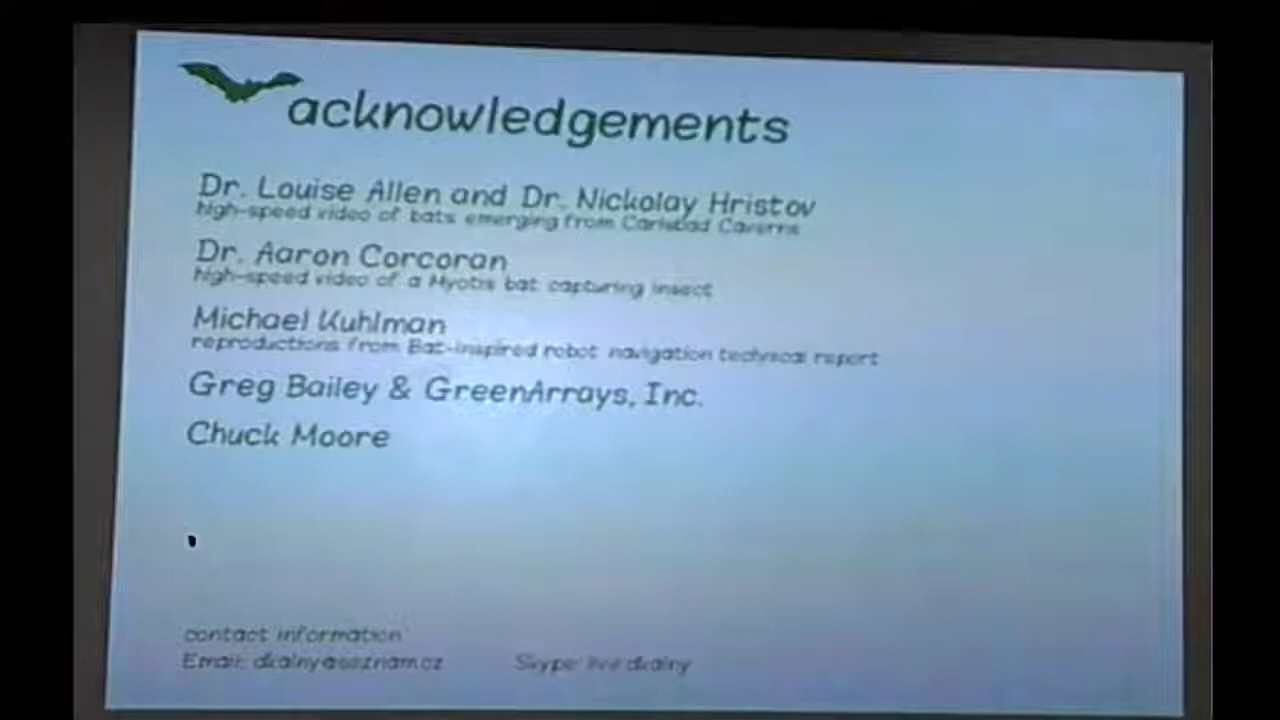 acknowledgements
Dr. Louise Allen and Dr. Nickolay Hristov
high-speed video of bats emerging from Carlsbad Caverns
Dr. Aaron Corcoran
high-speed video of a Myotis bat capturing insect
Michael Kuhlman
reproductions from Bat-inspired robot navigation technical report
Greg Bailey & GreenArrays, Inc.
Chuck Moore
contact information
Email:
Skype: